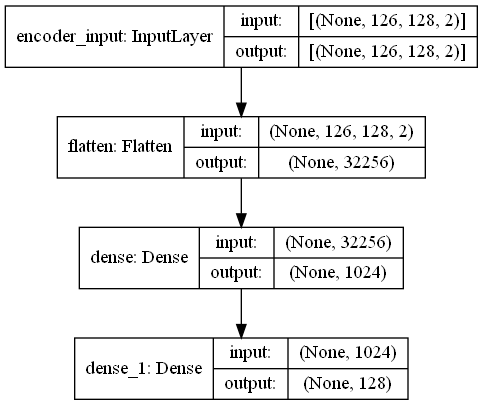 encoder_input: InputLayer
input:
[(None, 126, 128, 2)]
output:
[(None, 126, 128, 2)]
flatten: Flatten
input:
(None, 126, 128, 2)
output:
(None, 32256)
dense: Dense
input:
(None, 32256)
output:
(None, 1024)
dense_1: Dense
input:
(None, 1024)
output:
(None, 128)